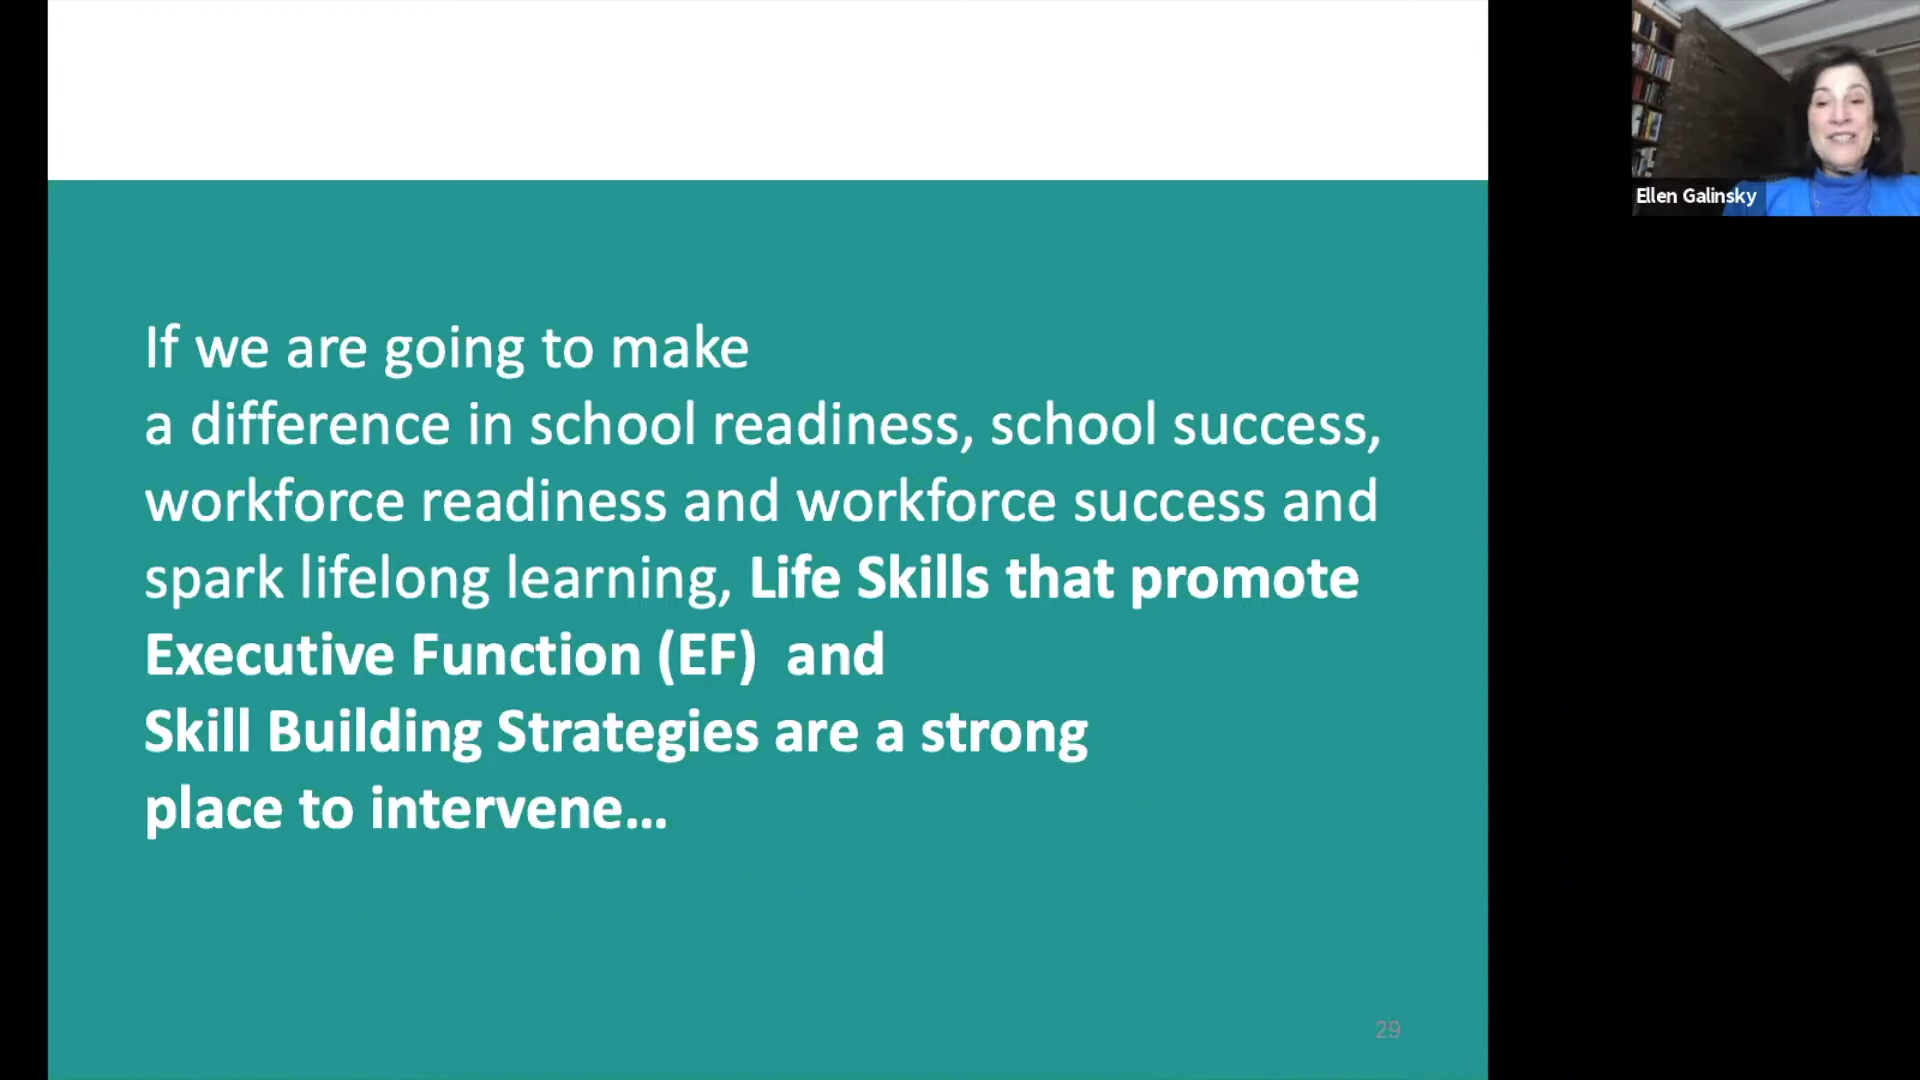 If we are going to make
a difference in school readiness, school success,
workforce readiness and workforce success and
spark lifelong learning, Life Skills that promote
Executive Function (EF)  and
Skill Building Strategies are a strong
place to intervene…
29
Ellen Galinsky